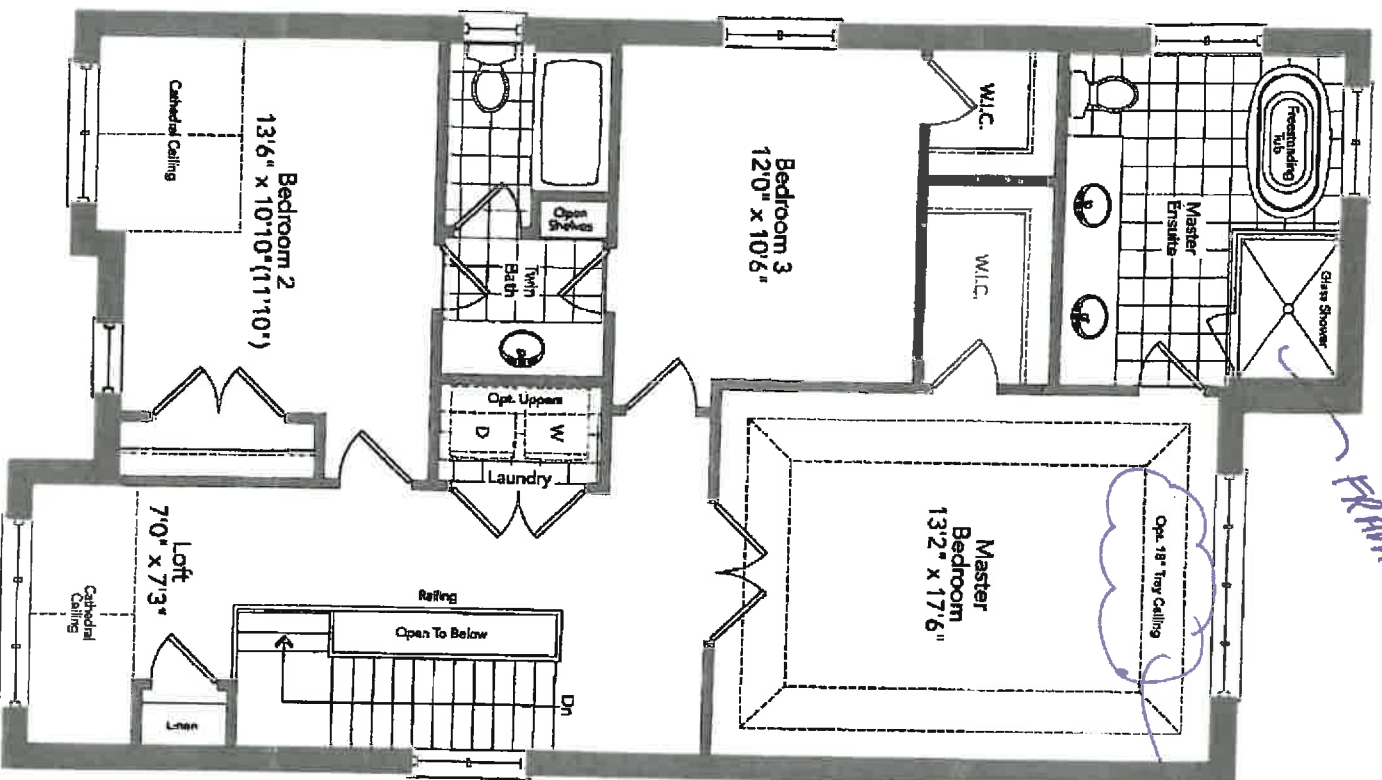 Glass Shower
Freestanding
Tub
Master
Ensuite
Opt. 18" Tray Ceiling
W.I.C.
W.I.C.
Master
Bedroom
13'2" x 17'6"
Bedroom 3
12'0" x 10'6"
Open
Shelves
Twin
Bath
Opt. Uppers
W
D
Laundry
Dn
Open To Below
Railing
Bedroom 2
13'6" x 10'10"(11'10")
Cathedral Ceiling
Loft
7'0" x 7'3"
Linen
Cathedral
Ceiling